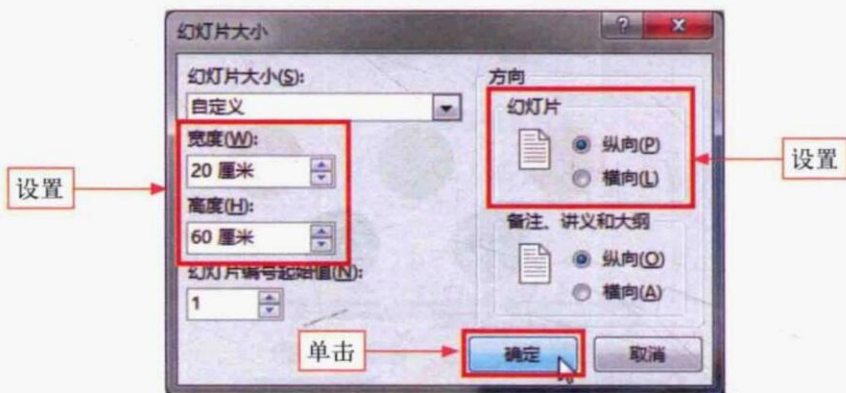 幻灯片大小
幻灯片大小(S):
自定义
宽度(W):
20 厘米
高度(H):
60 厘米
幻灯片编号起始值(N):
1
方向
幻灯片
纵向(P)
横向(L)
备注、讲义和大纲
纵向(O)
横向(A)
确定
取消
设置
设置
单击